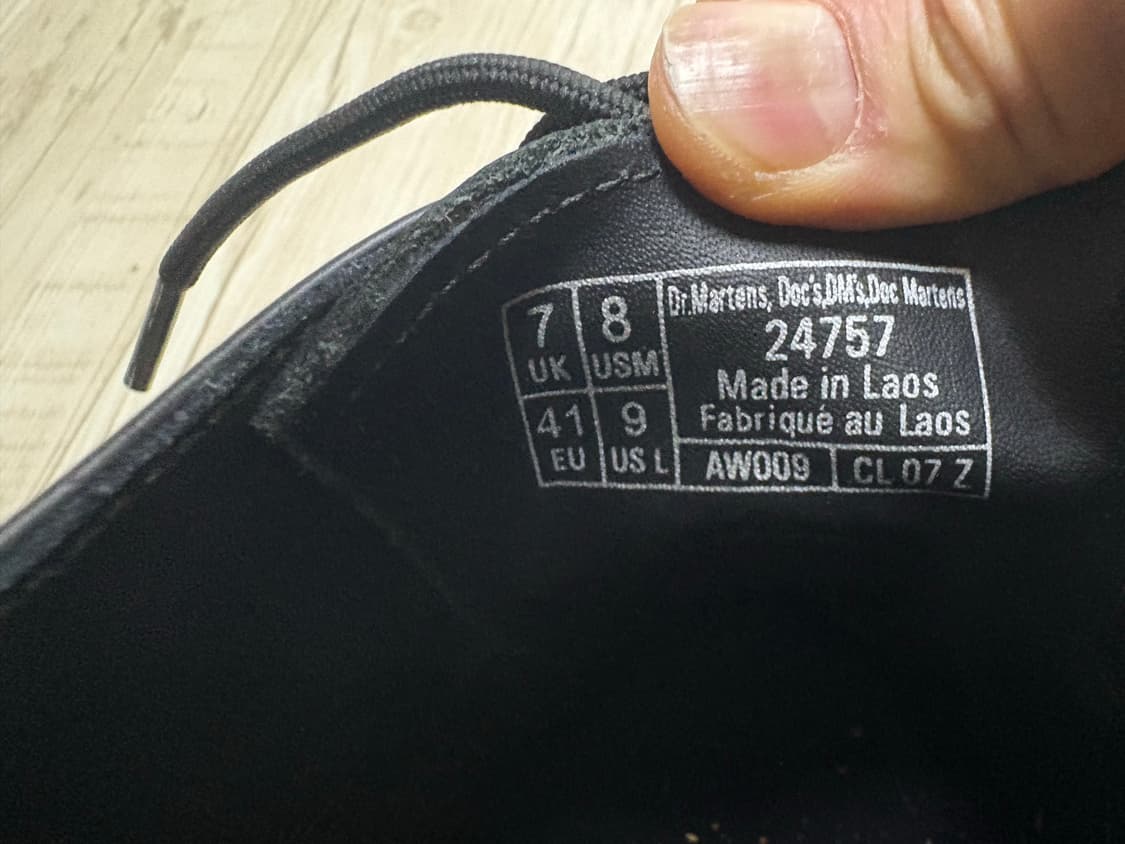 7 UK
8 USM
41 EU
9 US L
Dr.Martens, Doc's,DM's,Doc Martens
24757
Made in Laos
Fabriqué au Laos
AW009
CL 07 Z